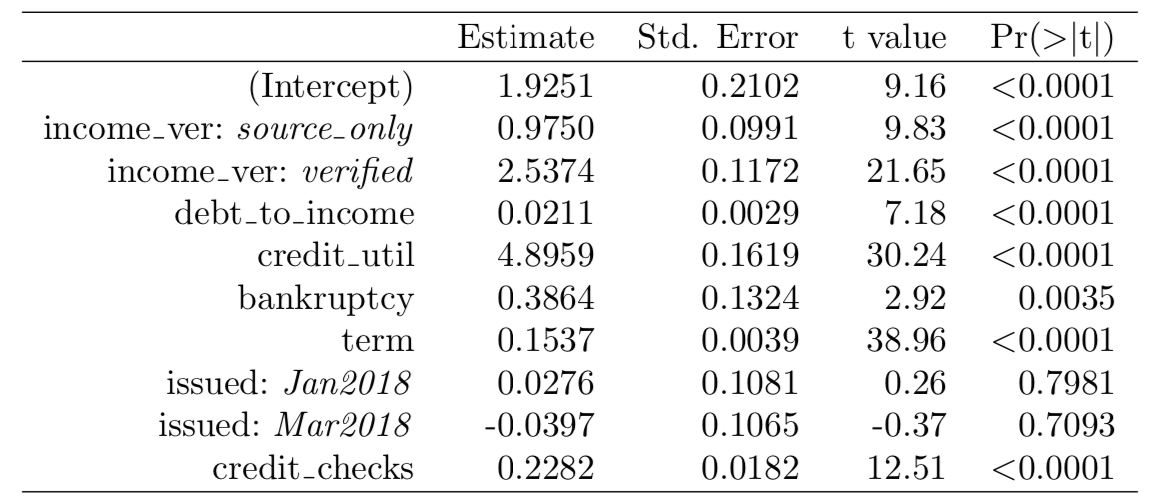 Estimate Std. Error t value Pr(>|t|)
(Intercept) 1.9251 0.2102 9.16 <0.0001
income_ver: source_only 0.9750 0.0991 9.83 <0.0001
income_ver: verified 2.5374 0.1172 21.65 <0.0001
debt_to_income 0.0211 0.0029 7.18 <0.0001
credit_util 4.8959 0.1619 30.24 <0.0001
bankruptcy 0.3864 0.1324 2.92 0.0035
term 0.1537 0.0039 38.96 <0.0001
issued: Jan2018 0.0276 0.1081 0.26 0.7981
issued: Mar2018 -0.0397 0.1065 -0.37 0.7093
credit_checks 0.2282 0.0182 12.51 <0.0001